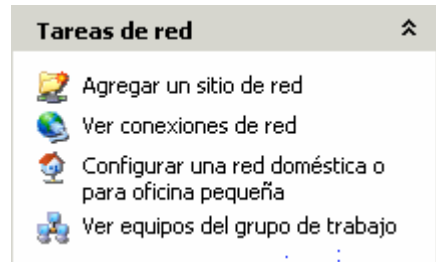 Tareas de red
Agregar un sitio de red
Ver conexiones de red
Configurar una red doméstica o
para oficina pequeña
Ver equipos del grupo de trabajo